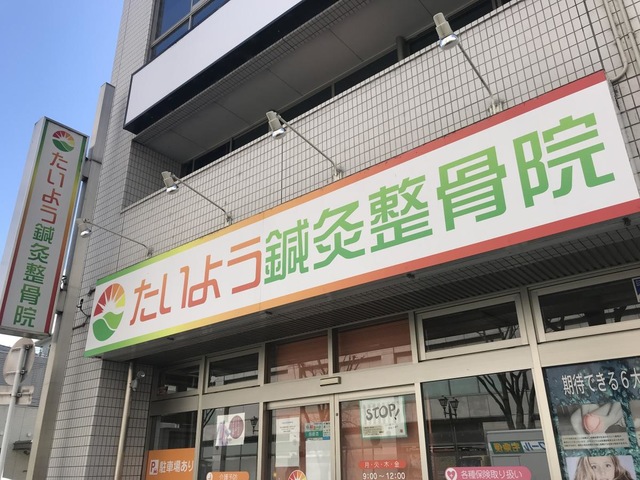 たいよう鍼灸整骨院
たいよう鍼灸整骨院
STOP!
期待できる6大
駐車場あり
月・火・木・金
9:00～12:00
各種保険取り扱い